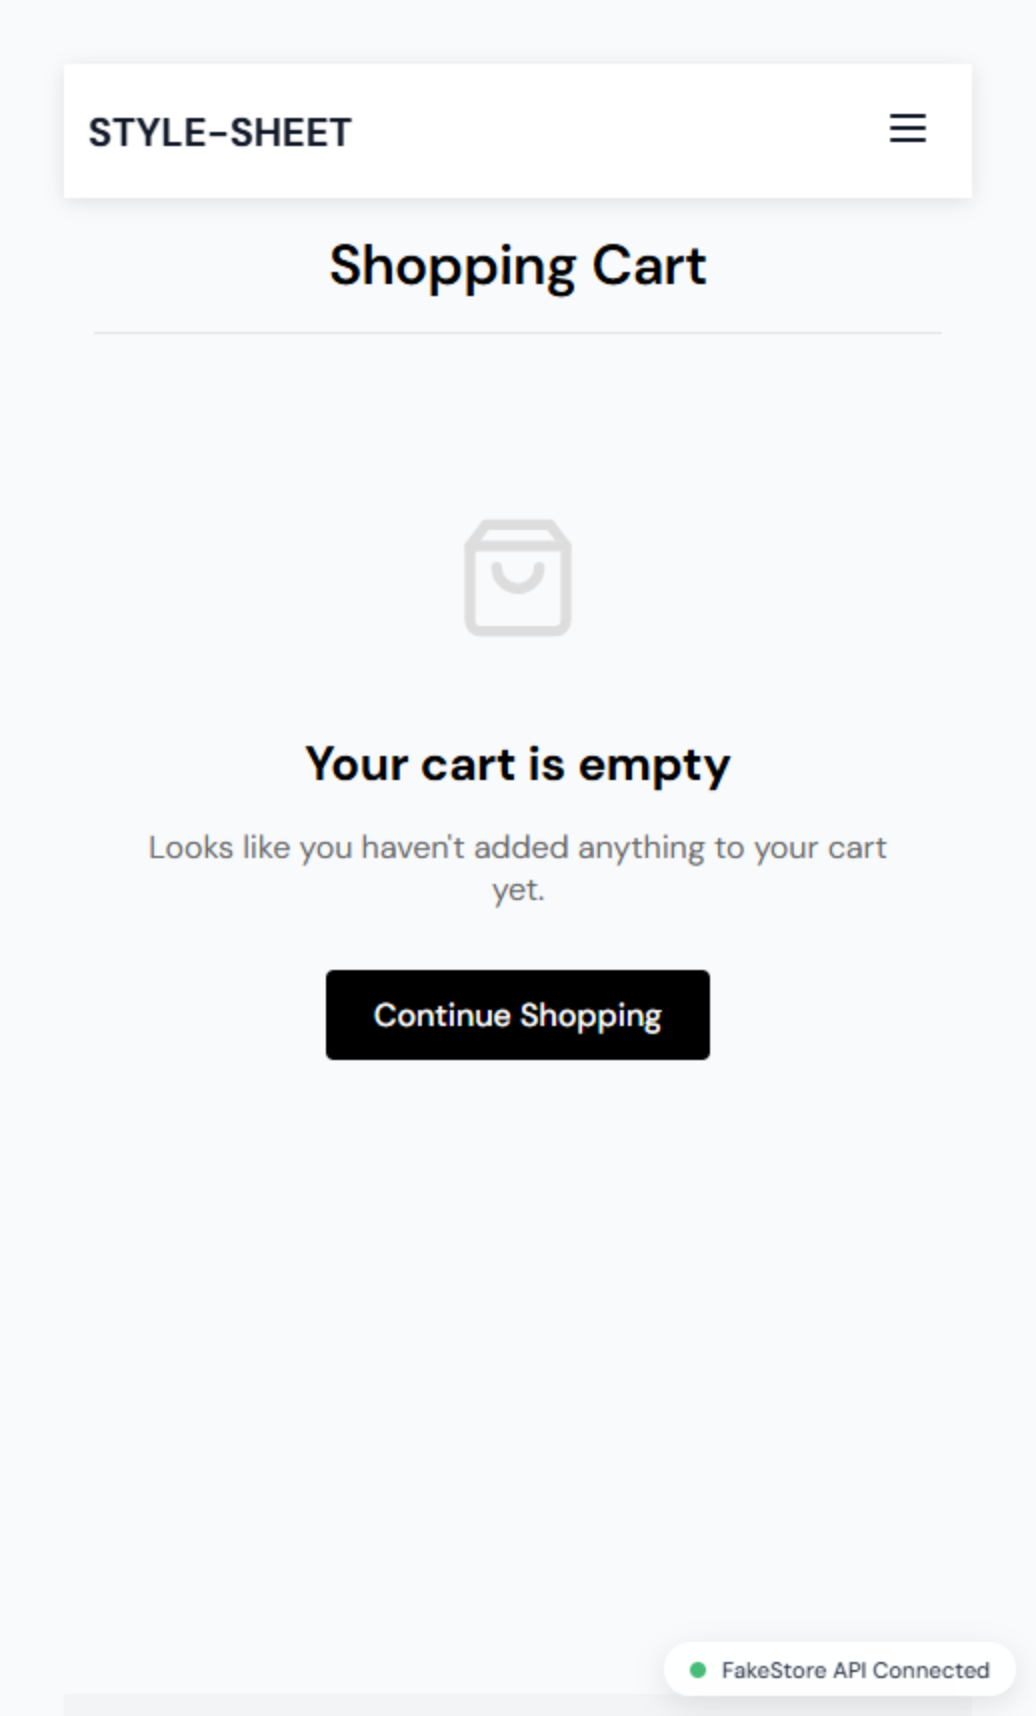 STYLE-SHEET
Shopping Cart
Your cart is empty
Looks like you haven't added anything to your cart
yet.
Continue Shopping
FakeStore API Connected